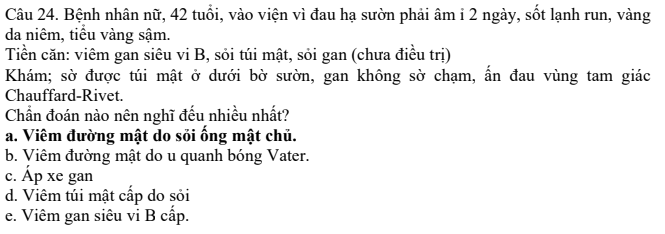 Câu 24. Bệnh nhân nữ, 42 tuổi, vào viện vì đau hạ sườn phải âm ỉ 2 ngày, sốt lạnh run, vàng
da niêm, tiểu vàng sậm.
Tiền căn: viêm gan siêu vi B, sỏi túi mật, sỏi gan (chưa điều trị)
Khám; sờ được túi mật ở dưới bờ sườn, gan không sờ chạm, ấn đau vùng tam giác
Chauffard-Rivet.
Chẩn đoán nào nên nghĩ đếu nhiều nhất?
a. Viêm đường mật do sỏi ống mật chủ.
b. Viêm đường mật do u quanh bóng Vater.
c. Áp xe gan
d. Viêm túi mật cấp do sỏi
e. Viêm gan siêu vi B cấp.